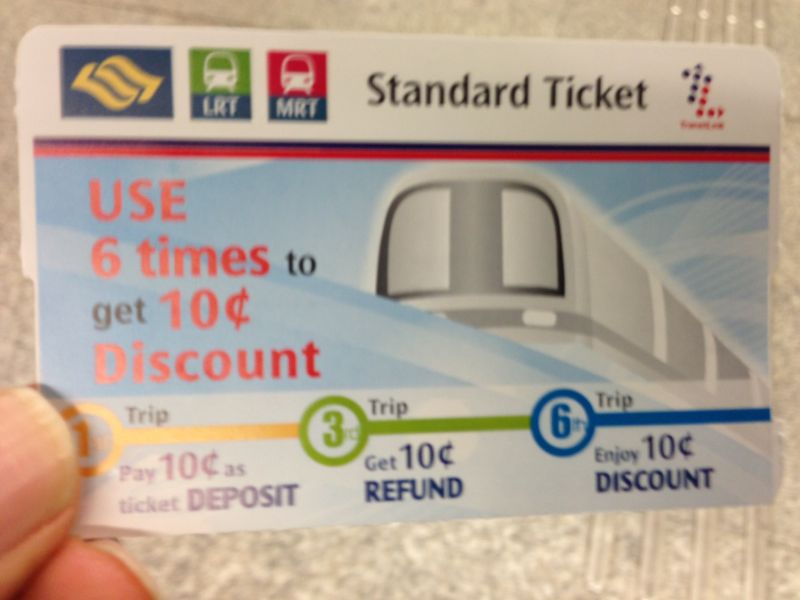 LRT
MRT
Standard Ticket
TransitLink
USE
6 times to
get 10¢
Discount
1st Trip
Pay 10¢ as
ticket DEPOSIT
3rd Trip
Get 10¢
REFUND
6th Trip
Enjoy 10¢
DISCOUNT